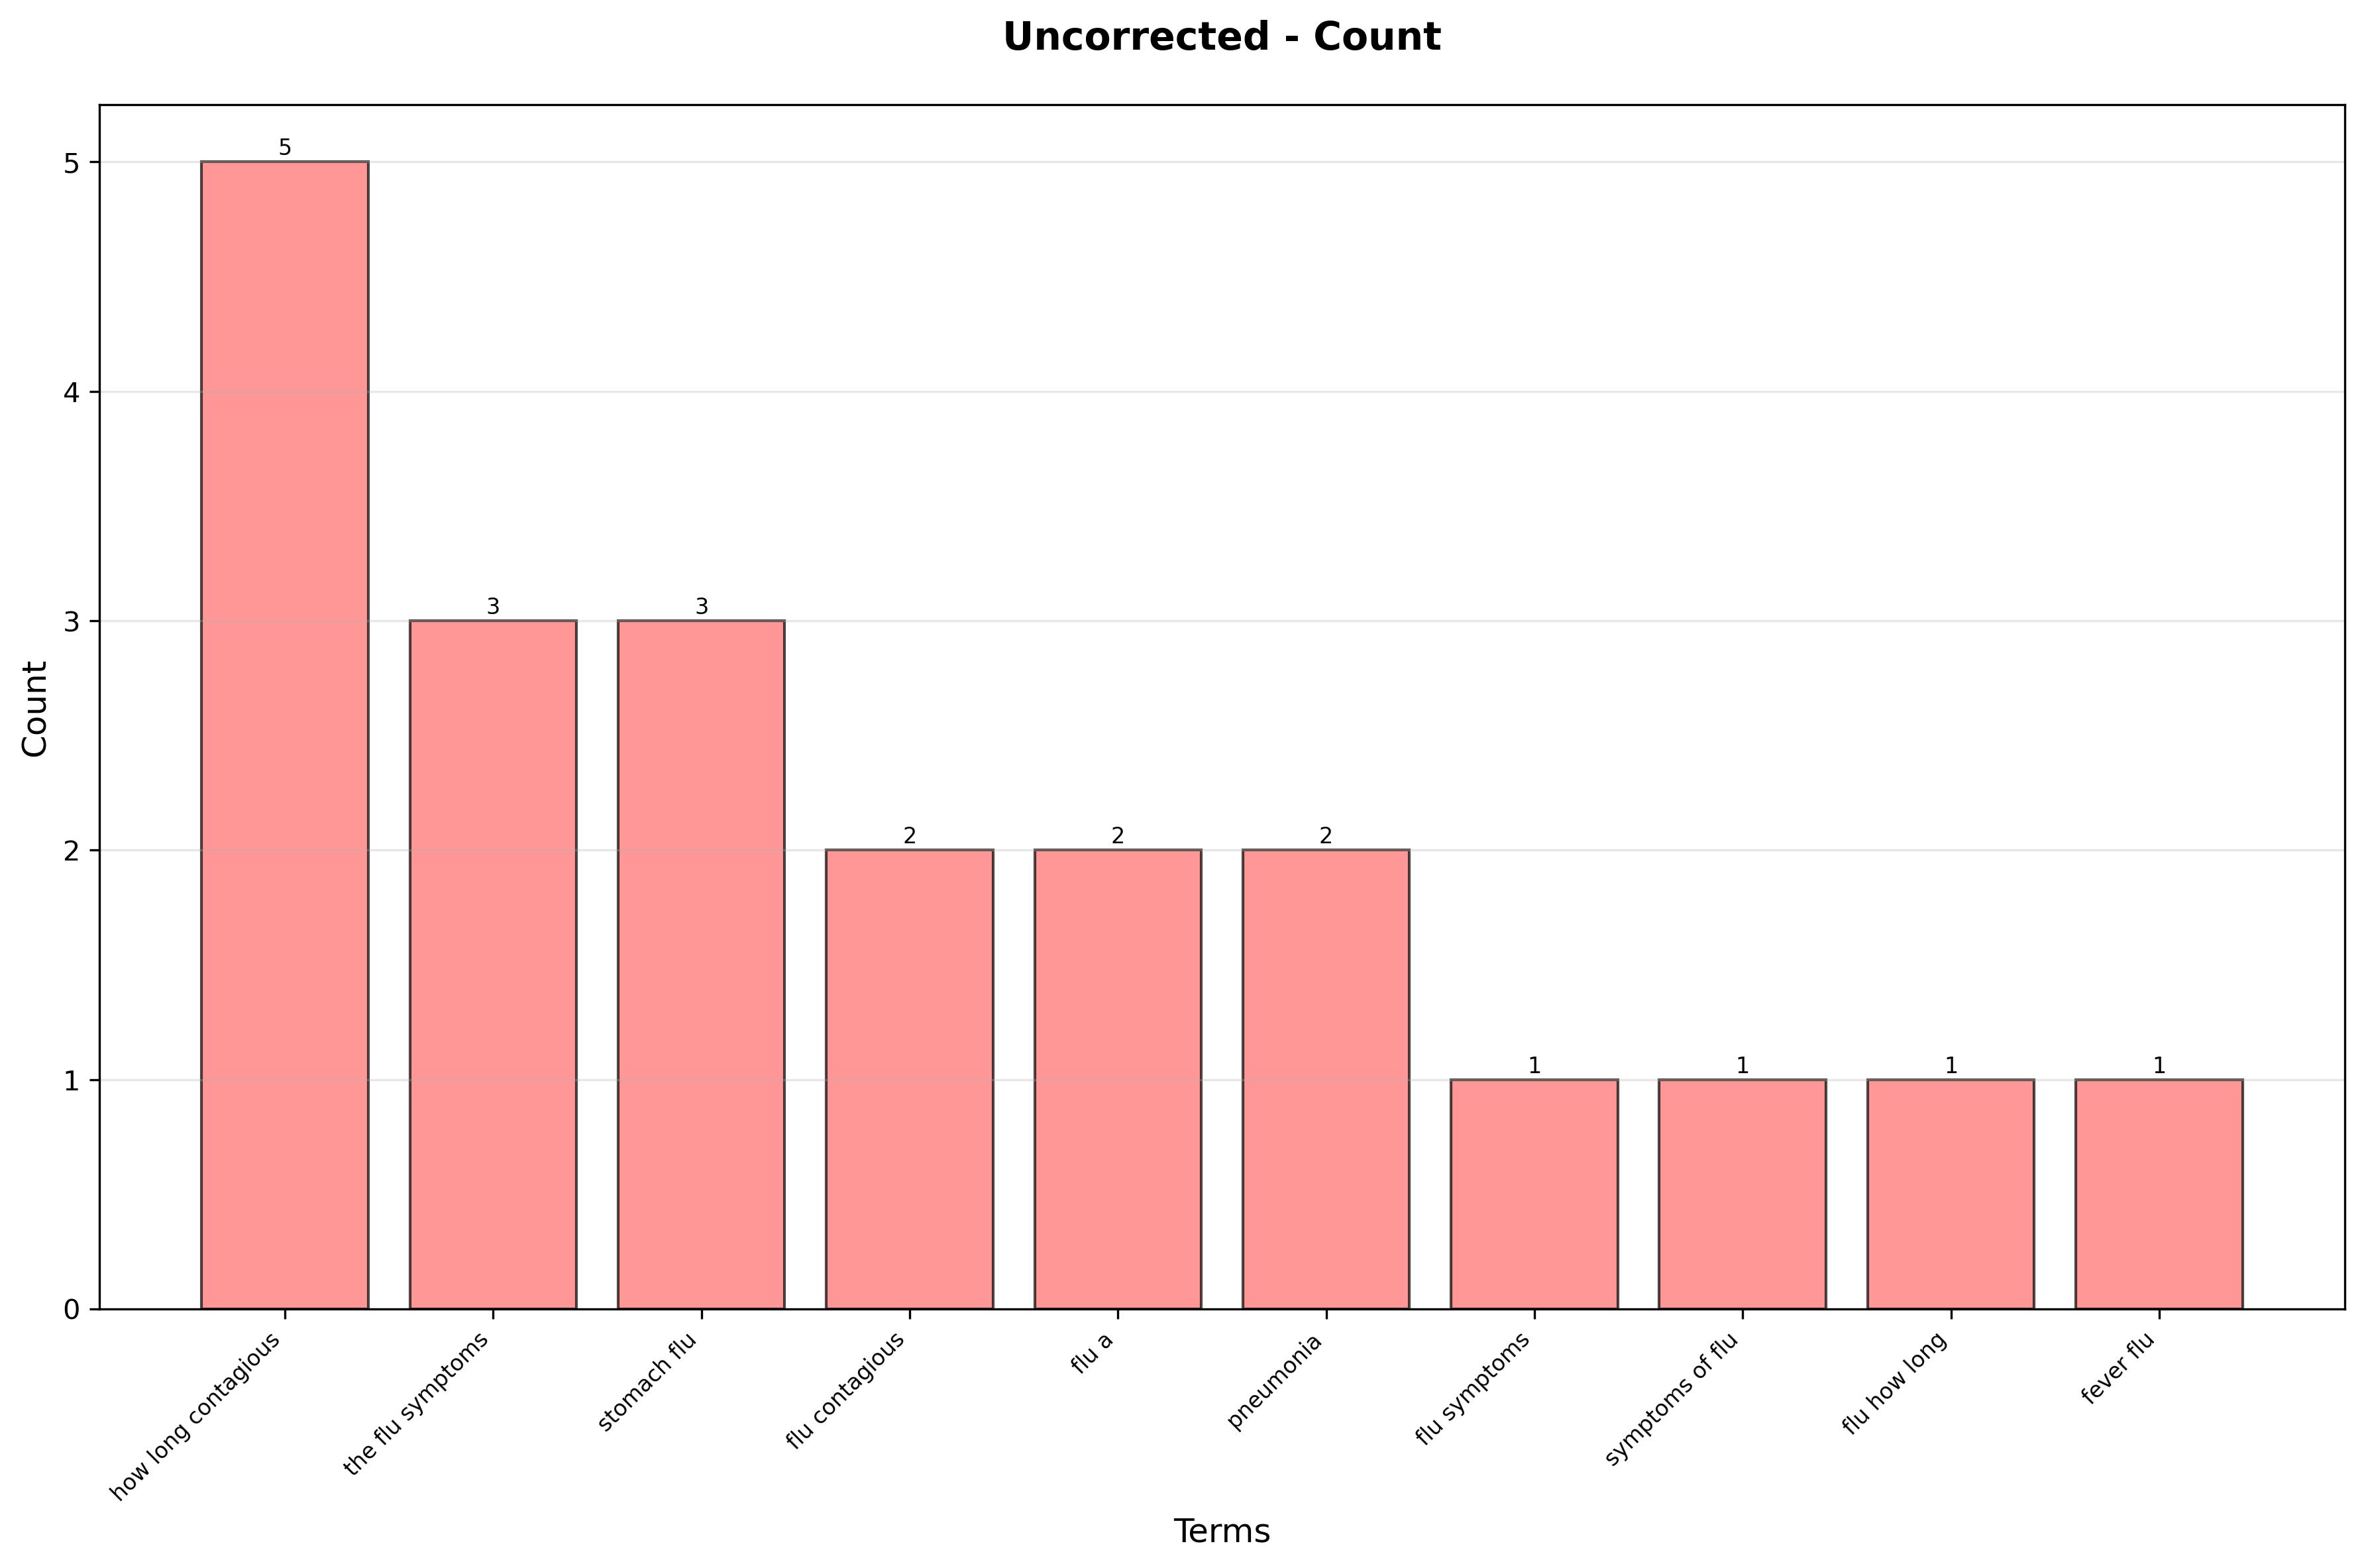 Uncorrected - Count
5
4
3
2
1
0
Count
5
3
3
2
2
2
1
1
1
1
how long contagious
the flu symptoms
stomach flu
flu contagious
flu a
pneumonia
flu symptoms
symptoms of flu
flu how long
fever flu
Terms